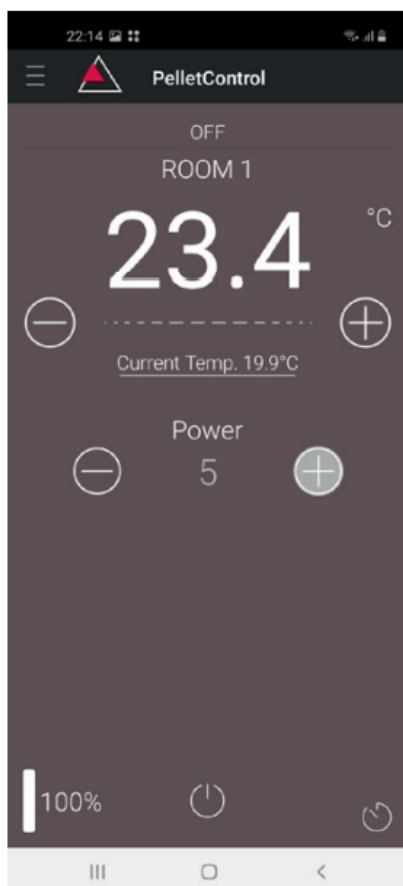 22:14
PelletControl
OFF
ROOM 1
23.4 °C
Current Temp. 19.9°C
Power
5
100%